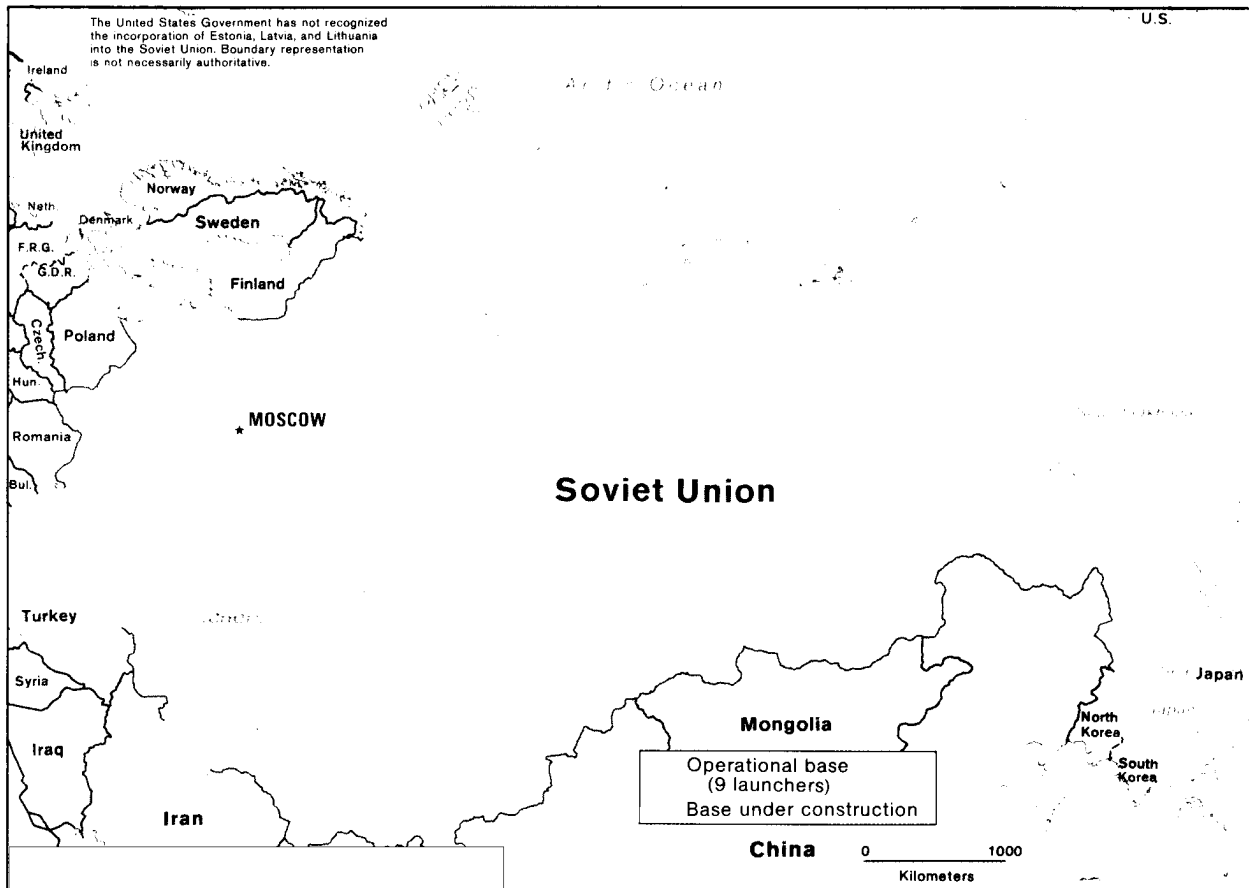 The United States Government has not recognized
the incorporation of Estonia, Latvia, and Lithuania
into the Soviet Union. Boundary representation
is not necessarily authoritative.
U.S.
Ireland
Ocean
United
Kingdom
Norway
Neth.
Denmark
Sweden
F.R.G.
G.D.R.
Finland
Czech.
Poland
Hun.
MOSCOW
Romania
Bul.
Soviet Union
Turkey
Syria
Japan
Mongolia
North
Korea
Iraq
South
Korea
Operational base
(9 launchers)
Base under construction
Iran
China
0 1000
Kilometers